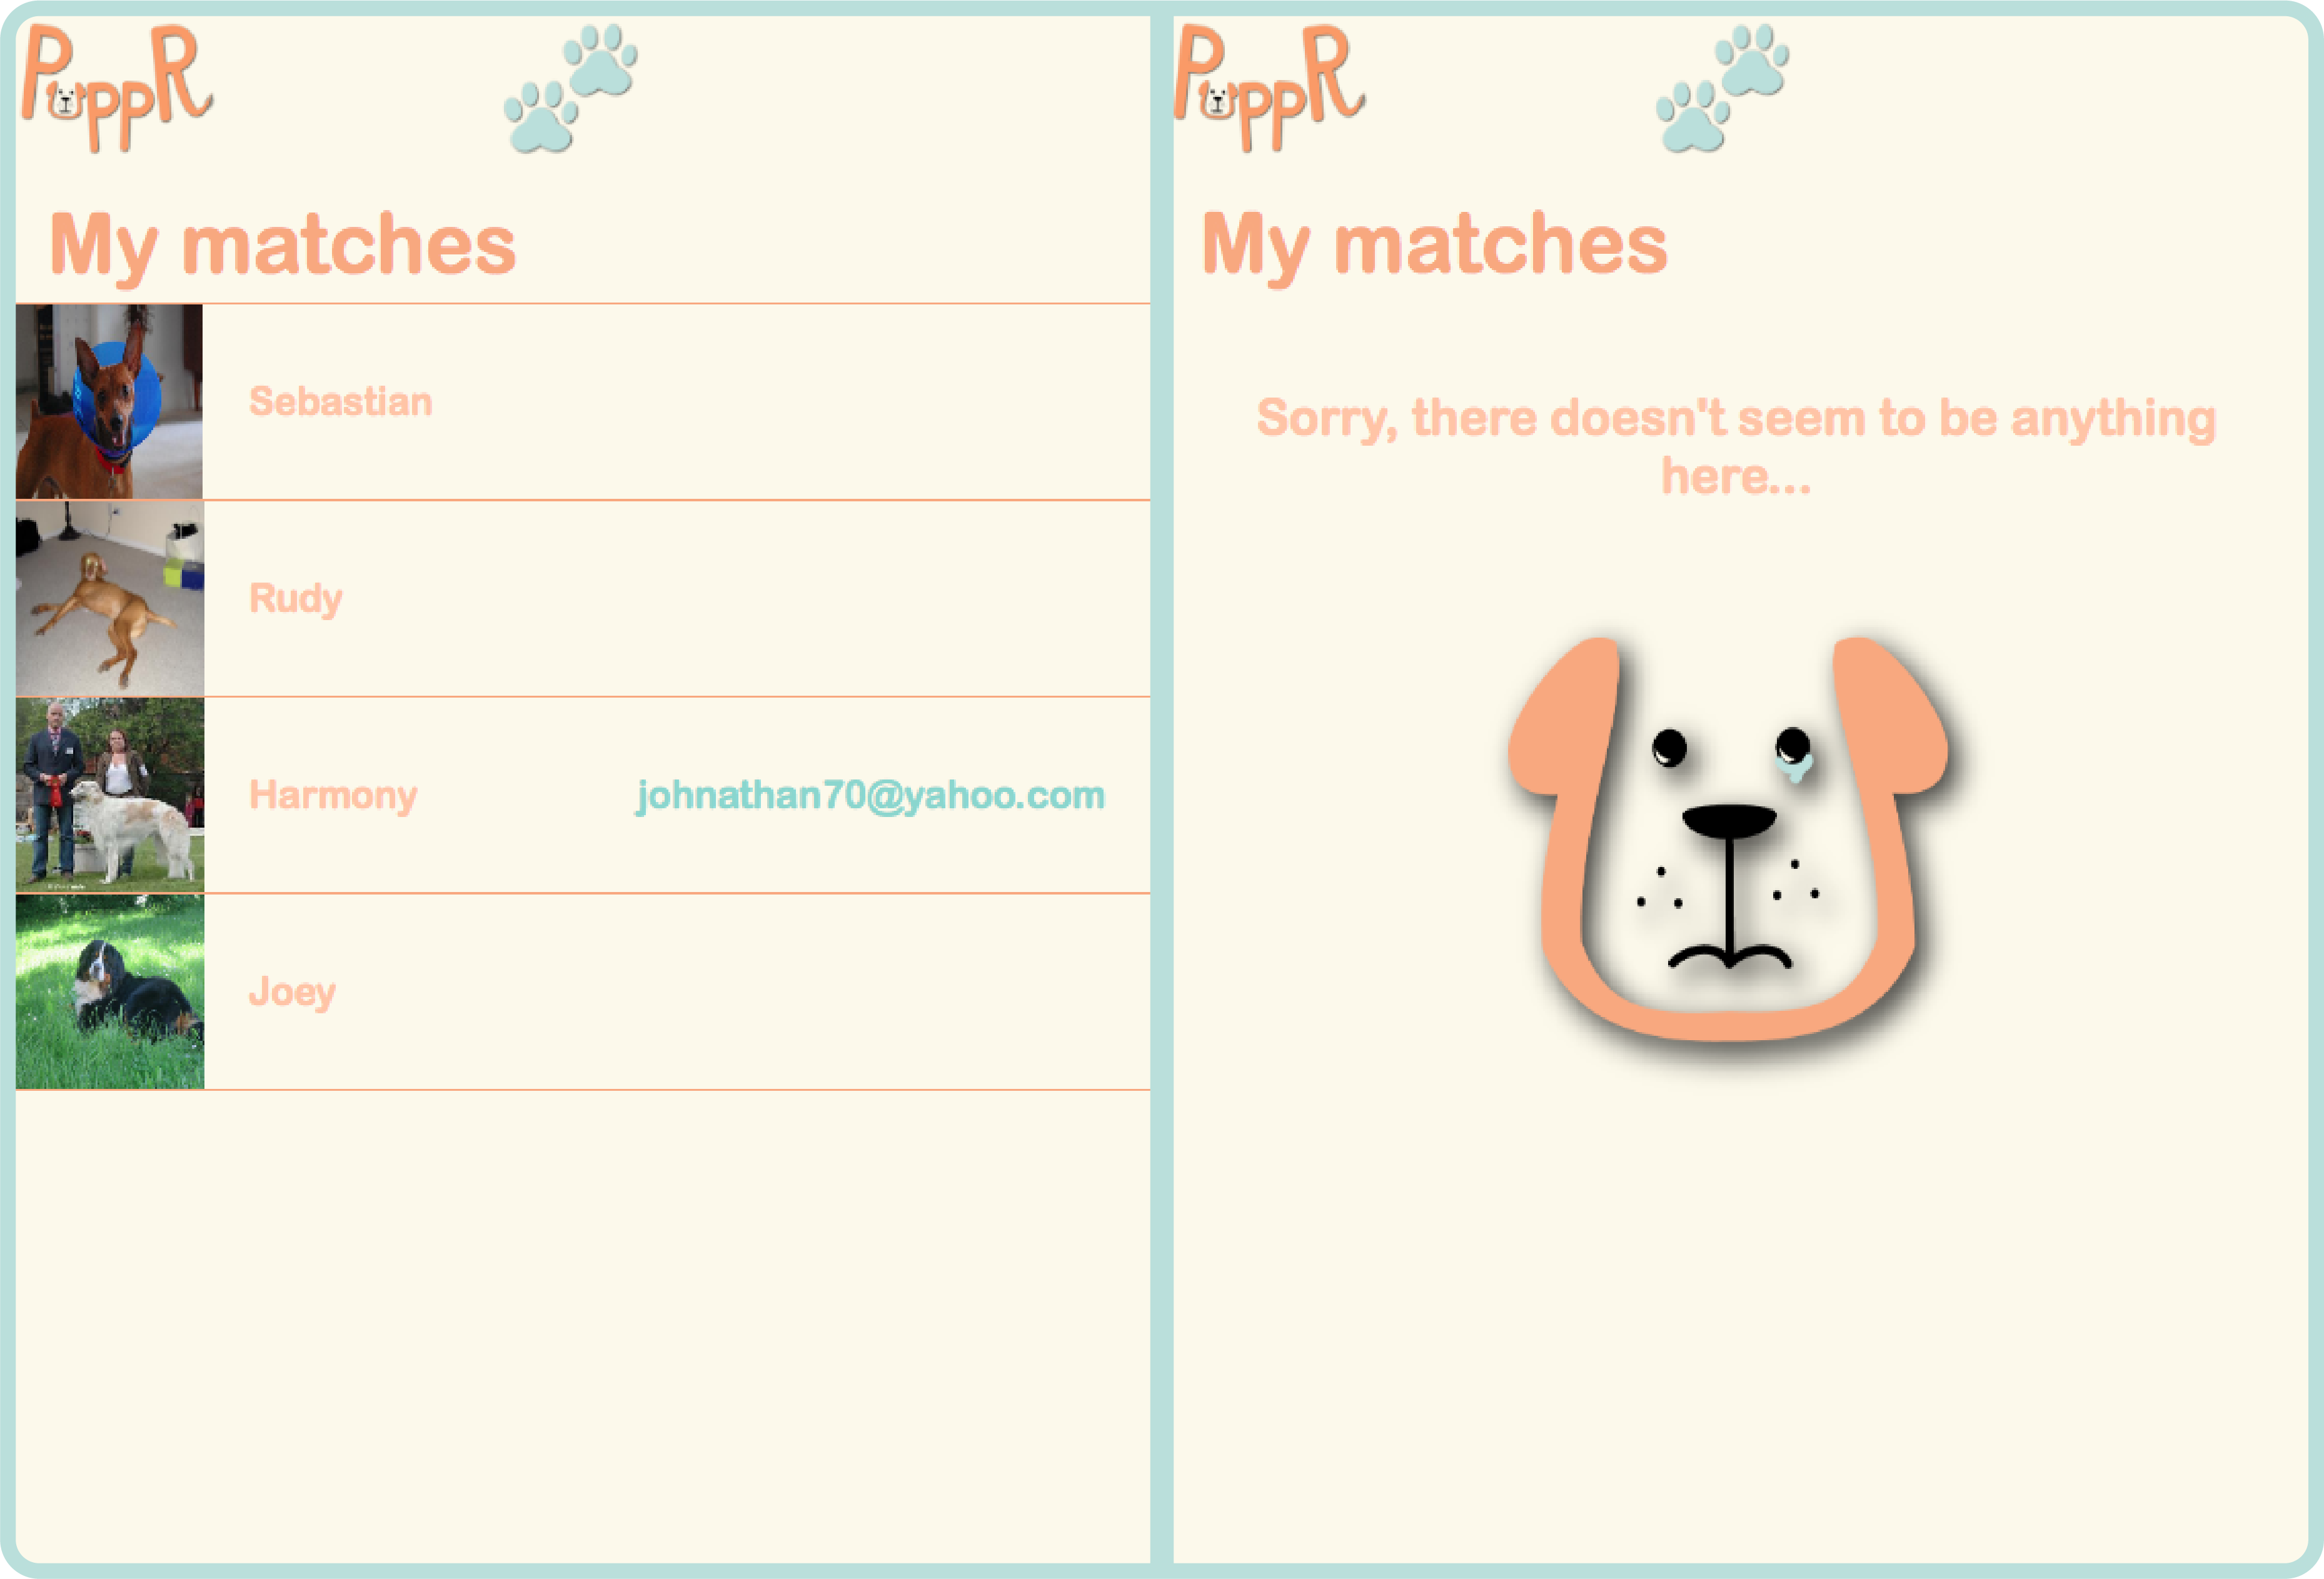 PuppR
My matches
Sebastian
Rudy
Harmony johnathan70@yahoo.com
Joey
PuppR
My matches
Sorry, there doesn't seem to be anything
here...